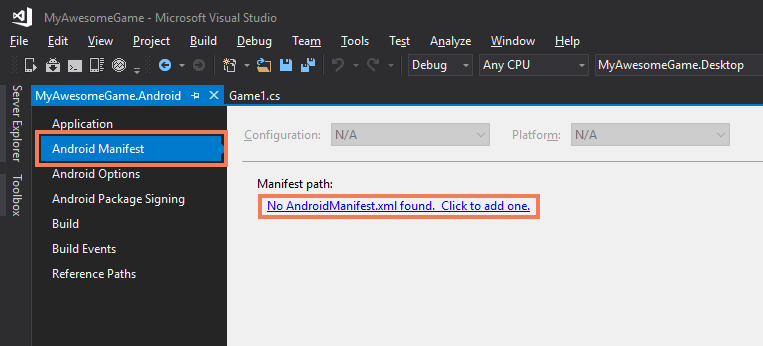 MyAwesomeGame - Microsoft Visual Studio
File Edit View Project Build Debug Team Tools Test Analyze Window Help
Debug Any CPU MyAwesomeGame.Desktop
Server Explorer
Toolbox
MyAwesomeGame.Android Game1.cs
Application
Android Manifest
Android Options
Android Package Signing
Build
Build Events
Reference Paths
Configuration: N/A Platform: N/A
Manifest path:
No AndroidManifest.xml found. Click to add one.